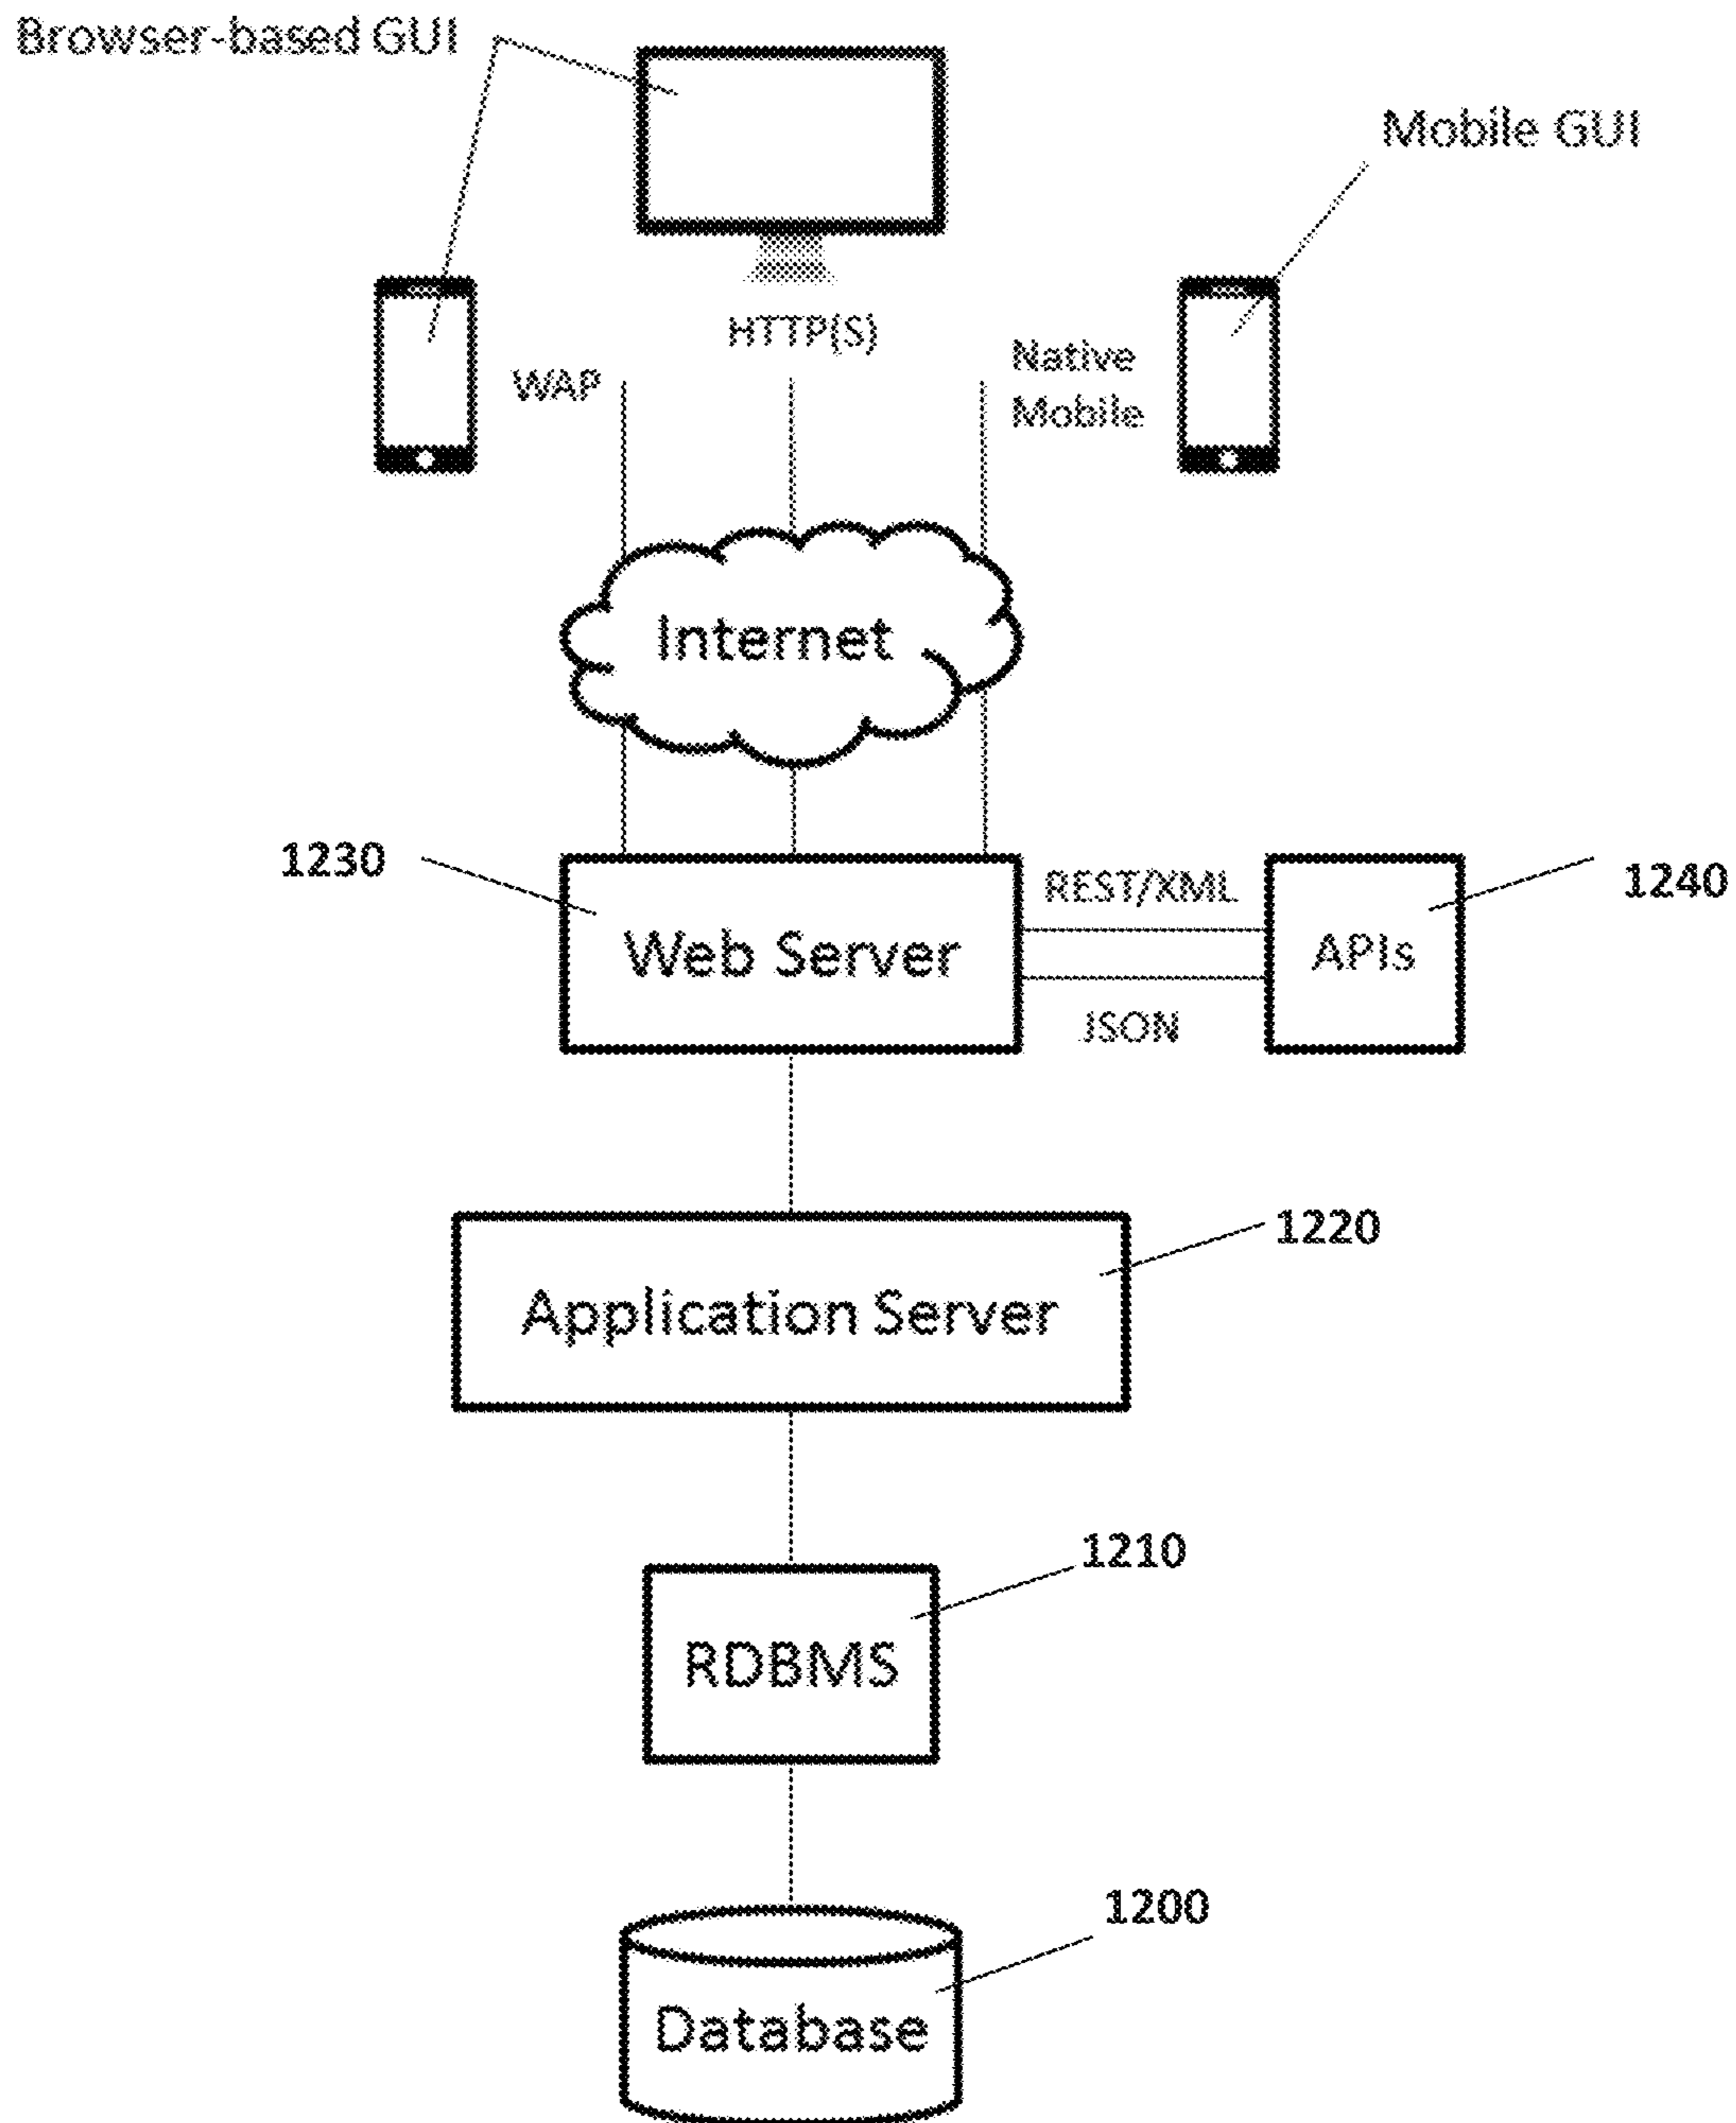 Browser-based GUI
Mobile GUI
HTTP(S)
WAP
Native
Mobile
Internet
1230
REST/XML
1240
Web Server
APIs
JSON
1220
Application Server
1210
RDBMS
1200
Database